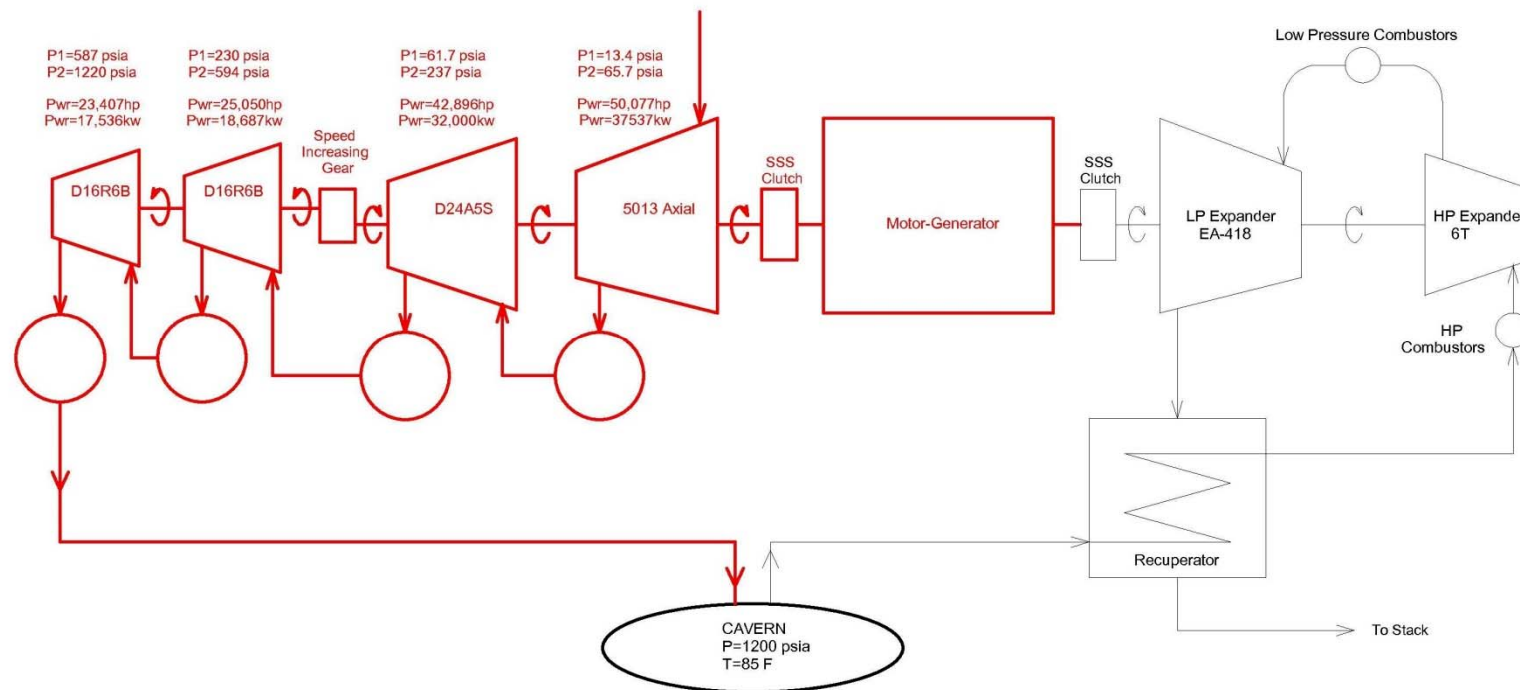 P1=587 psia
P2=1220 psia
Pwr=23,407hp
Pwr=17,536kw
P1=230 psia
P2=594 psia
Pwr=25,050hp
Pwr=18,687kw
P1=61.7 psia
P2=237 psia
Pwr=42,896hp
Pwr=32,000kw
P1=13.4 psia
P2=65.7 psia
Pwr=50,077hp
Pwr=37537kw
Low Pressure Combustors
Speed
Increasing
Gear
SSS
Clutch
SSS
Clutch
D16R6B
D16R6B
D24A5S
5013 Axial
Motor-Generator
LP Expander
EA-418
HP Expander
6T
HP
Combustors
Recuperator
CAVERN
P=1200 psia
T=85 F
To Stack